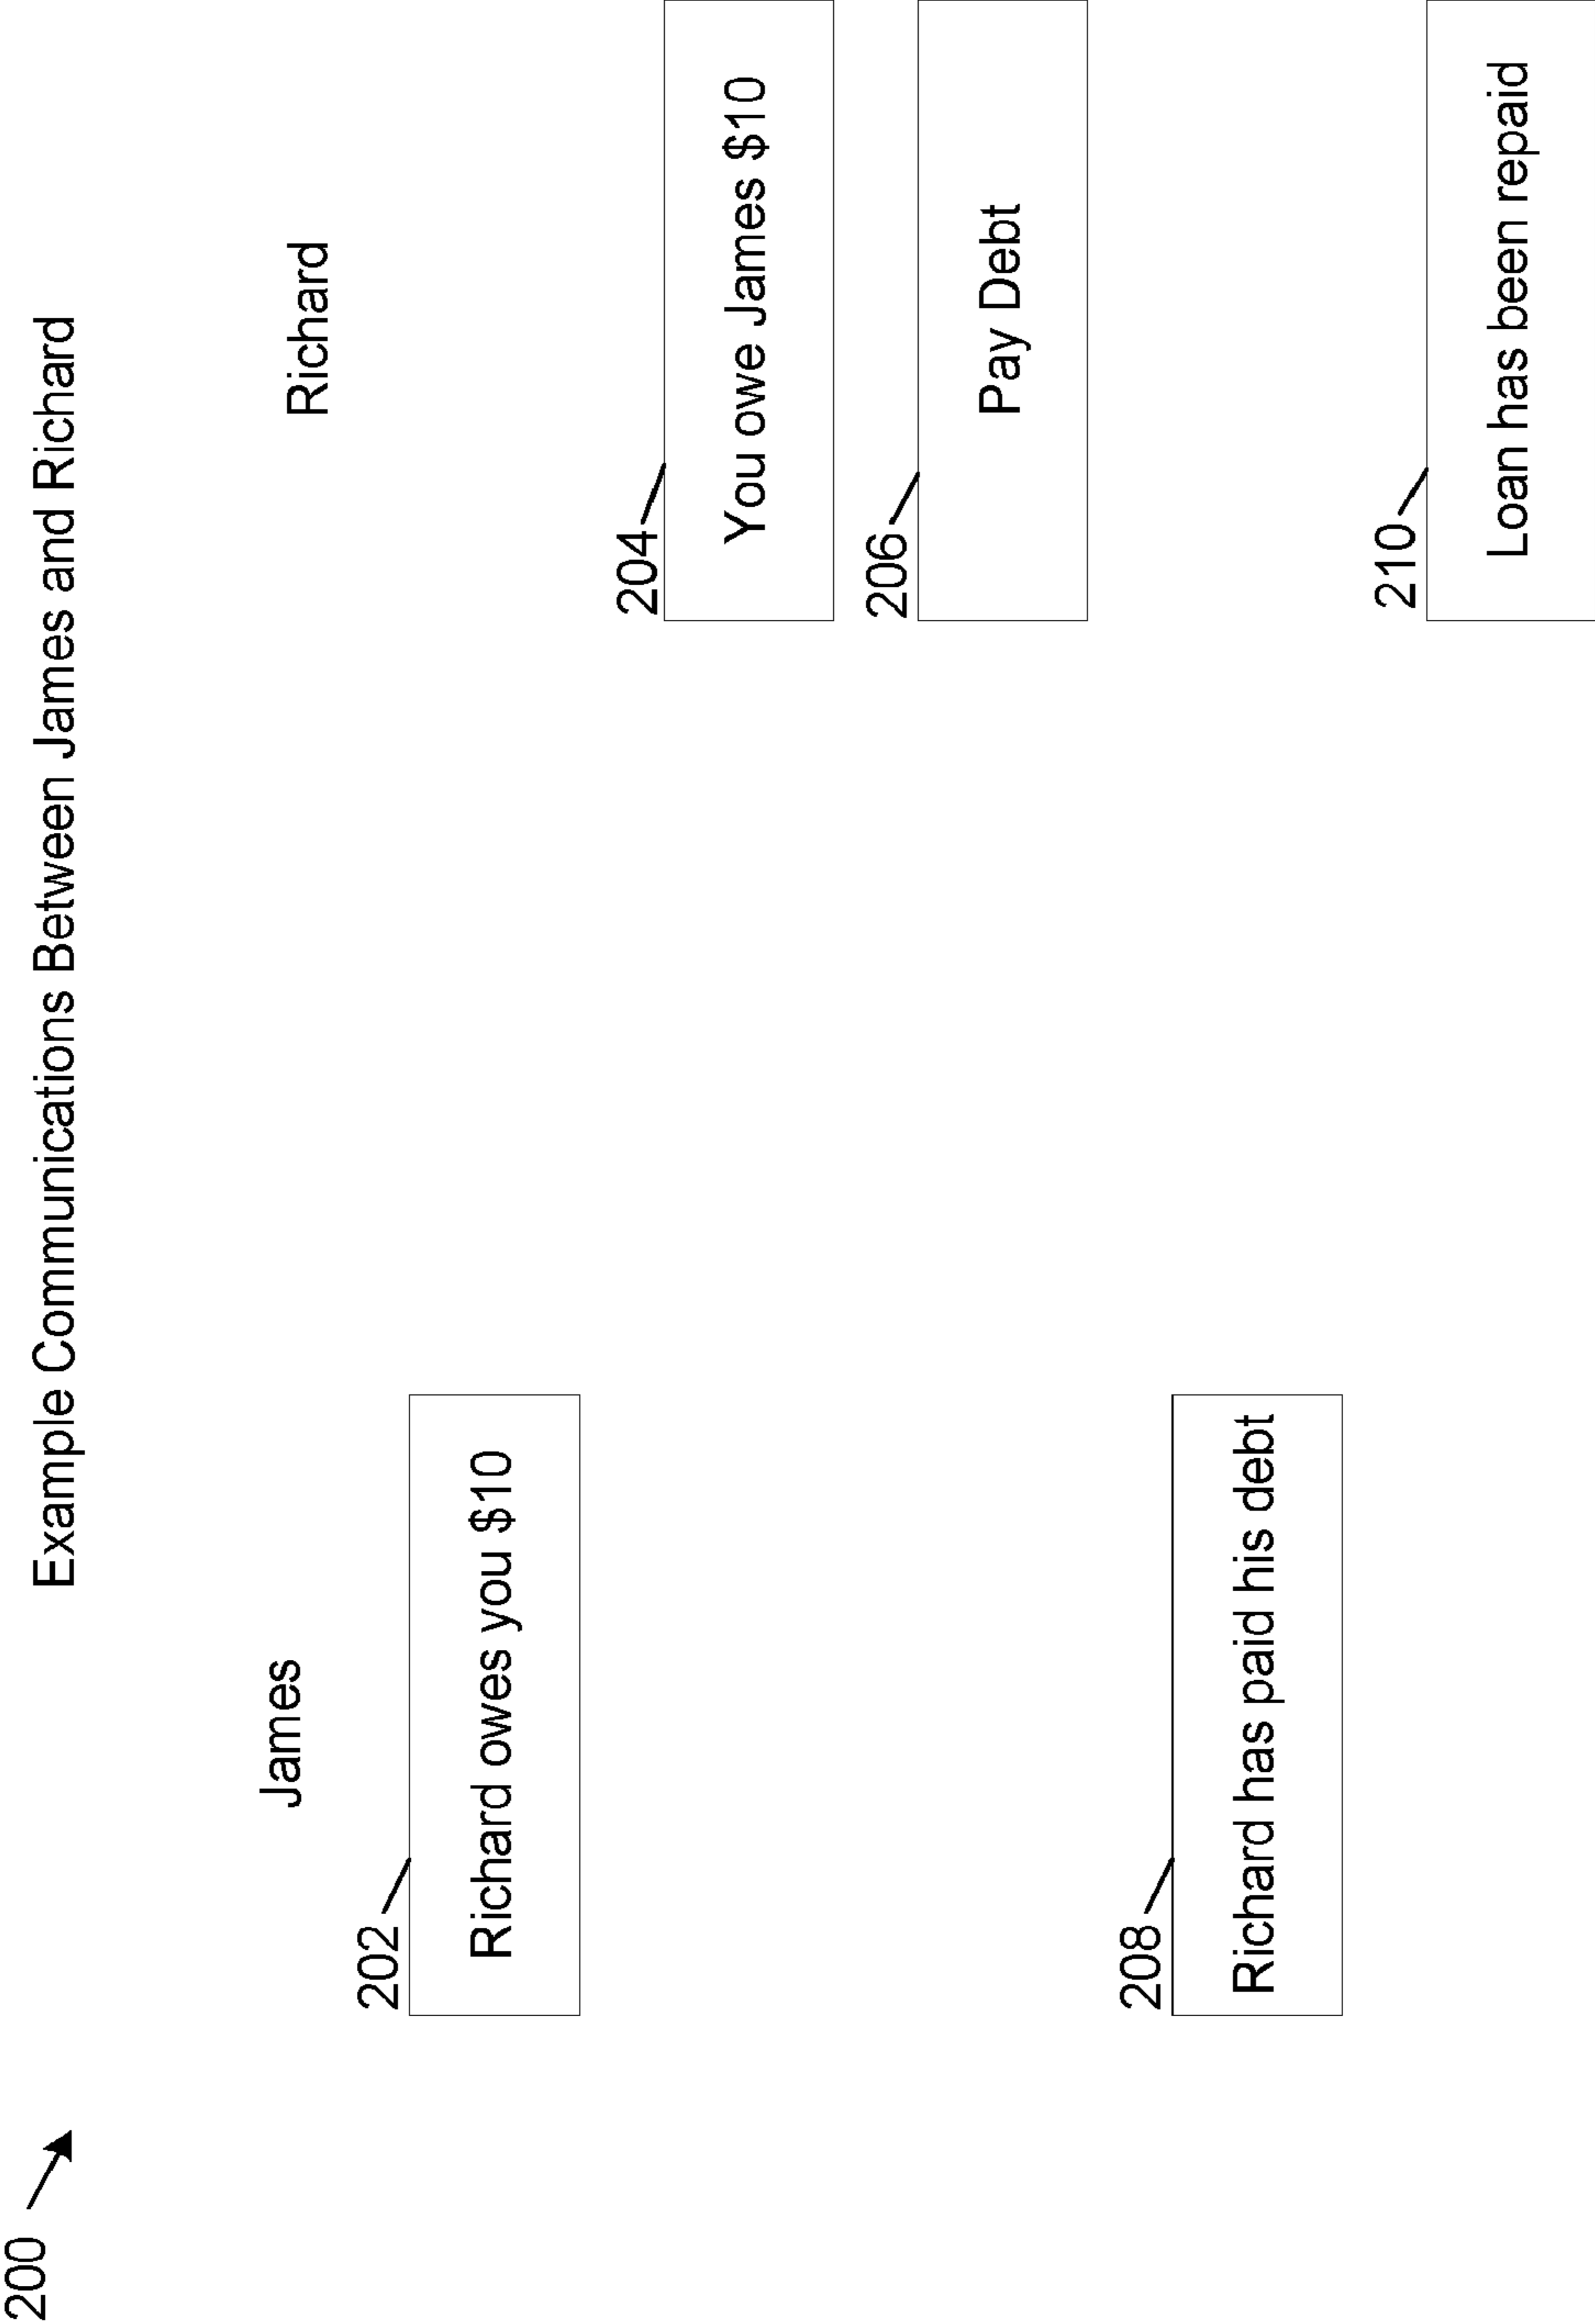 200
Example Communications Between James and Richard
James
Richard
202
Richard owes you $10
204
You owe James $10
206
Pay Debt
208
Richard has paid his debt
210
Loan has been repaid